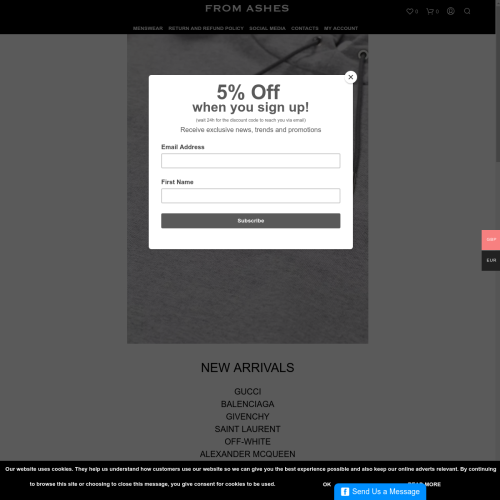 FROM ASHES
0
0
MENSWEAR RETURN AND REFUND POLICY SOCIAL MEDIA CONTACTS MY ACCOUNT
5% Off
when you sign up!
(wait 24h for the discount code to reach you via email)
Receive exclusive news, trends and promotions
Email Address
First Name
Subscribe
GBP
EUR
NEW ARRIVALS
GUCCI
BALENCIAGA
GIVENCHY
SAINT LAURENT
OFF-WHITE
ALEXANDER MCQUEEN
Our website uses cookies. They help us understand how customers use our website so we can give you the best experience possible and also keep our online adverts relevant. By continuing
to browse this site or choosing to close this message, you give consent for cookies to be used.
OK
MORE
Send Us a Message